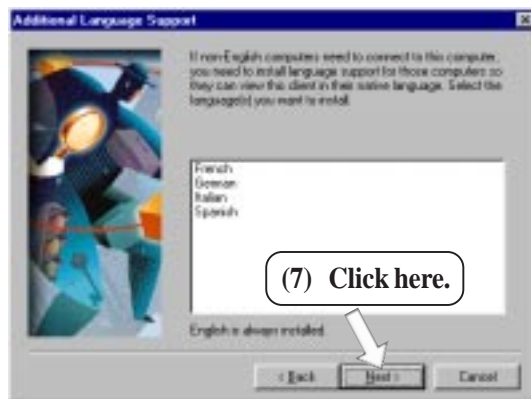 Additional Language Support
If non-English computers need to connect to this computer,
you need to install language support for those computers so
they can view this client in their native language. Select the
language(s) you want to install.
French
German
Italian
Spanish
(7) Click here.
English is always installed.
< Back
Next >
Cancel